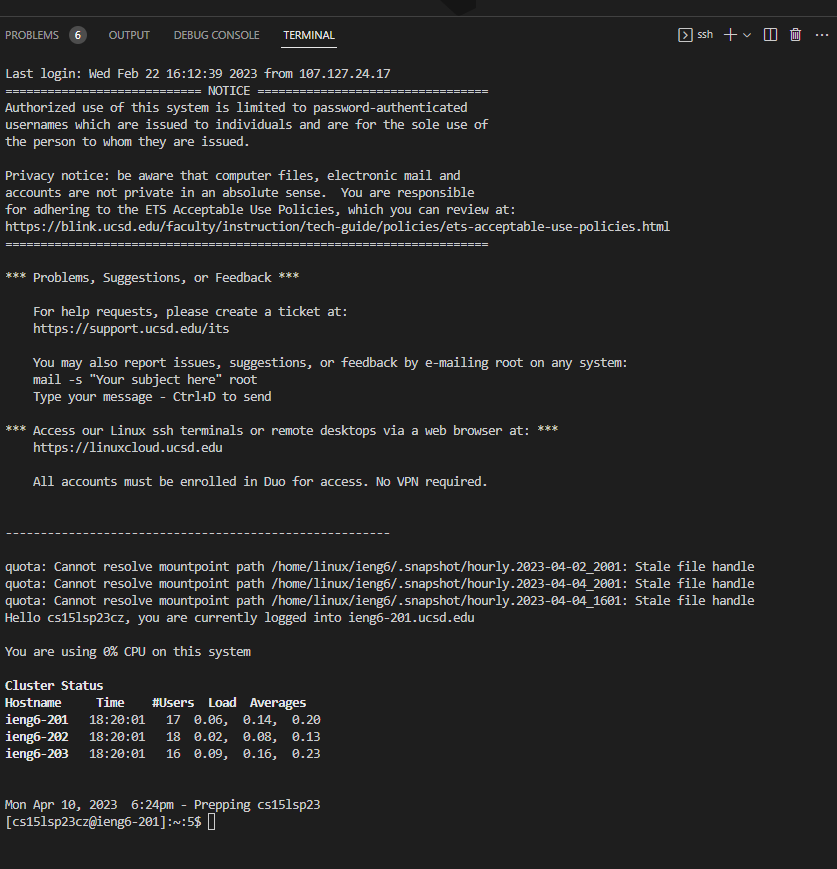 PROBLEMS 6 OUTPUT DEBUG CONSOLE TERMINAL ssh
Last login: Wed Feb 22 16:12:39 2023 from 107.127.24.17
============================ NOTICE =================================
Authorized use of this system is limited to password-authenticated
usernames which are issued to individuals and are for the sole use of
the person to whom they are issued.
Privacy notice: be aware that computer files, electronic mail and
accounts are not private in an absolute sense.  You are responsible
for adhering to the ETS Acceptable Use Policies, which you can review at:
https://blink.ucsd.edu/faculty/instruction/tech-guide/policies/ets-acceptable-use-policies.html
=====================================================================
*** Problems, Suggestions, or Feedback ***
For help requests, please create a ticket at:
https://support.ucsd.edu/its
You may also report issues, suggestions, or feedback by e-mailing root on any system:
mail -s "Your subject here" root
Type your message - Ctrl+D to send
*** Access our Linux ssh terminals or remote desktops via a web browser at: ***
https://linuxcloud.ucsd.edu
All accounts must be enrolled in Duo for access. No VPN required.
-------------------------------------------------------
quota: Cannot resolve mountpoint path /home/linux/ieng6/.snapshot/hourly.2023-04-02_2001: Stale file handle
quota: Cannot resolve mountpoint path /home/linux/ieng6/.snapshot/hourly.2023-04-04_2001: Stale file handle
quota: Cannot resolve mountpoint path /home/linux/ieng6/.snapshot/hourly.2023-04-04_1601: Stale file handle
Hello cs15lsp23cz, you are currently logged into ieng6-201.ucsd.edu
You are using 0% CPU on this system
Cluster Status
Hostname     Time    #Users  Load  Averages
ieng6-201   18:20:01   17  0.06,  0.14,  0.20
ieng6-202   18:20:01   18  0.02,  0.08,  0.13
ieng6-203   18:20:01   16  0.09,  0.16,  0.23
Mon Apr 10, 2023  6:24pm - Prepping cs15lsp23
[cs15lsp23cz@ieng6-201]:~:5$